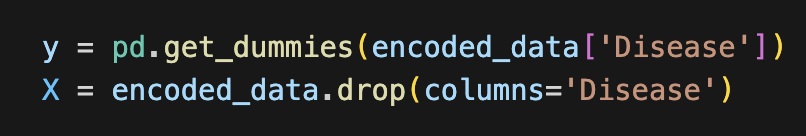 y = pd.get_dummies(encoded_data['Disease'])
X = encoded_data.drop(columns='Disease')